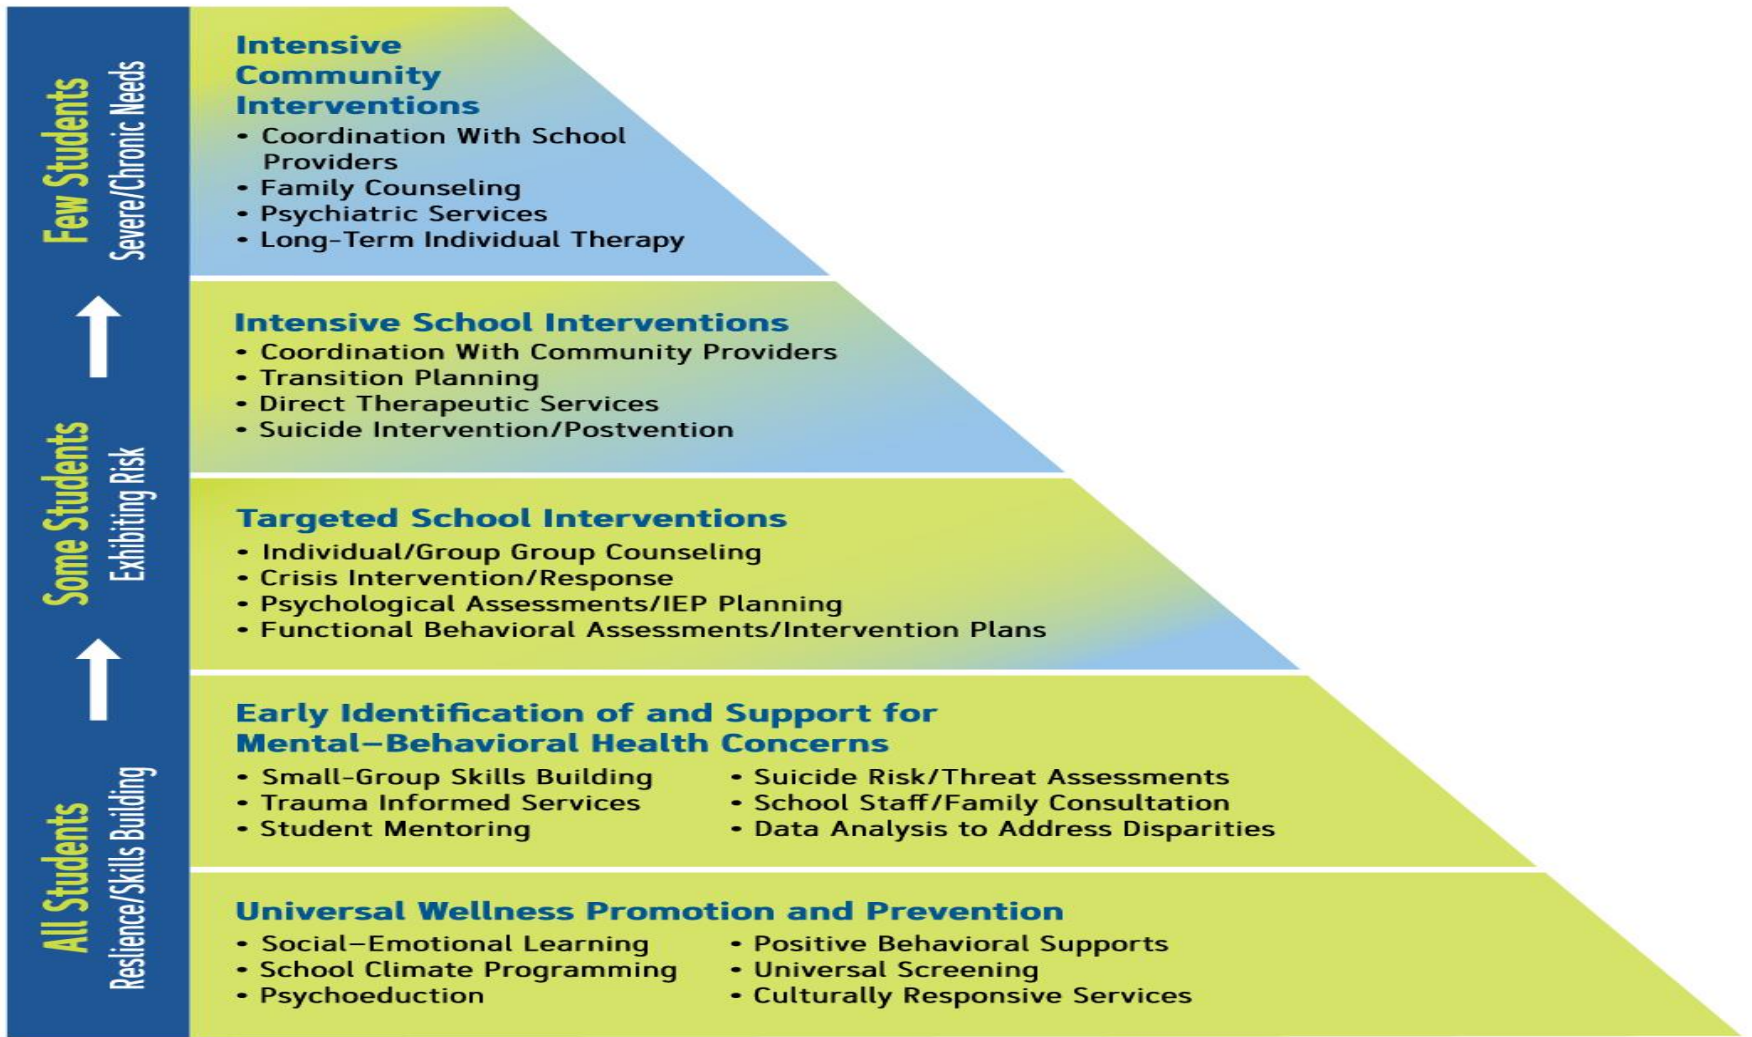 Few Students
Severe/Chronic Needs
Some Students
Exhibiting Risk
All Students
Reslience/Skills Building
Intensive
Community
Interventions
• Coordination With School
Providers
• Family Counseling
• Psychiatric Services
• Long-Term Individual Therapy
Intensive School Interventions
• Coordination With Community Providers
• Transition Planning
• Direct Therapeutic Services
• Suicide Intervention/Postvention
Targeted School Interventions
• Individual/Group Group Counseling
• Crisis Intervention/Response
• Psychological Assessments/IEP Planning
• Functional Behavioral Assessments/Intervention Plans
Early Identification of and Support for
Mental–Behavioral Health Concerns
• Small-Group Skills Building
• Trauma Informed Services
• Student Mentoring
• Suicide Risk/Threat Assessments
• School Staff/Family Consultation
• Data Analysis to Address Disparities
Universal Wellness Promotion and Prevention
• Social–Emotional Learning
• School Climate Programming
• Psychoeduction
• Positive Behavioral Supports
• Universal Screening
• Culturally Responsive Services